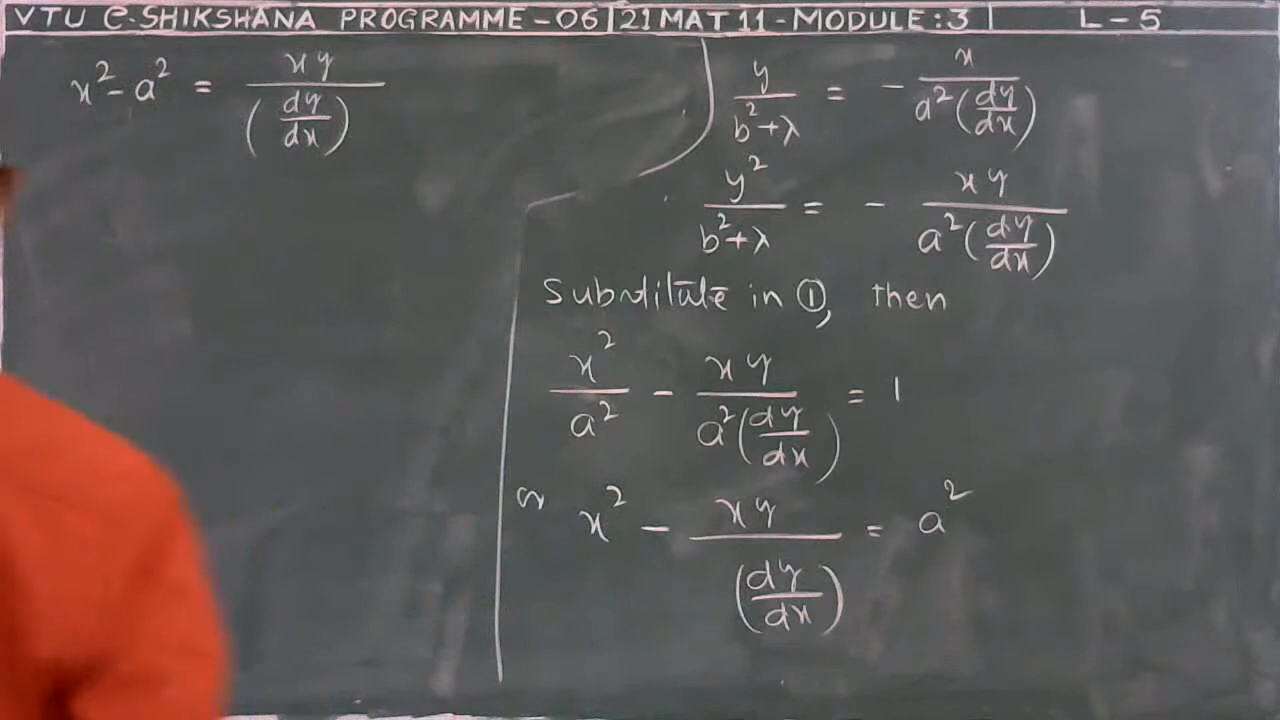 VTU e-SHIKSHANA PROGRAMME - 06 | 21MAT11 - MODULE : 3 | L - 5
x² - a² = xy / (dy/dx)
y / (b²+λ) = - x / (a² (dy/dx))
y² / (b²+λ) = - xy / (a² (dy/dx))
Substitute in ①, then
x² / a² - xy / (a² (dy/dx)) = 1
or x² - xy / (dy/dx) = a²